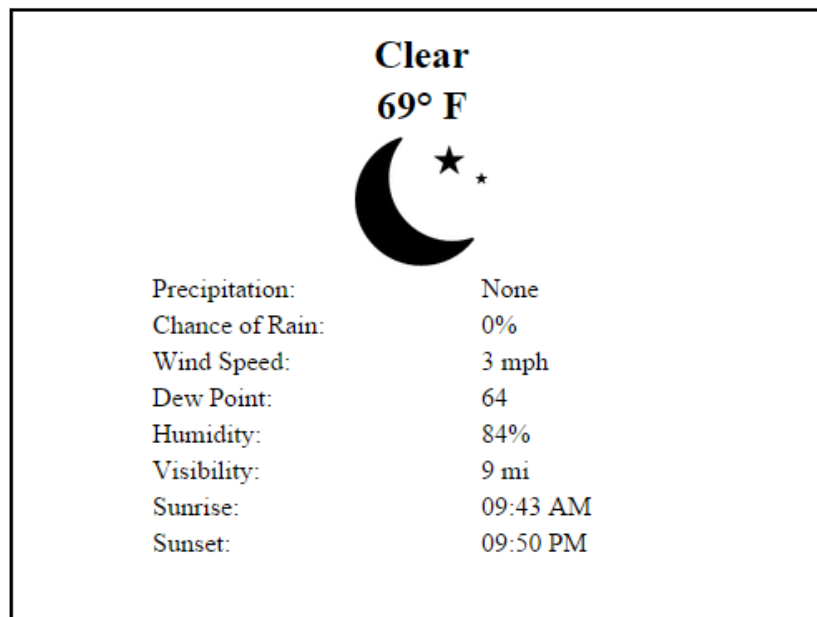 Clear
69° F
Precipitation: None
Chance of Rain: 0%
Wind Speed: 3 mph
Dew Point: 64
Humidity: 84%
Visibility: 9 mi
Sunrise: 09:43 AM
Sunset: 09:50 PM